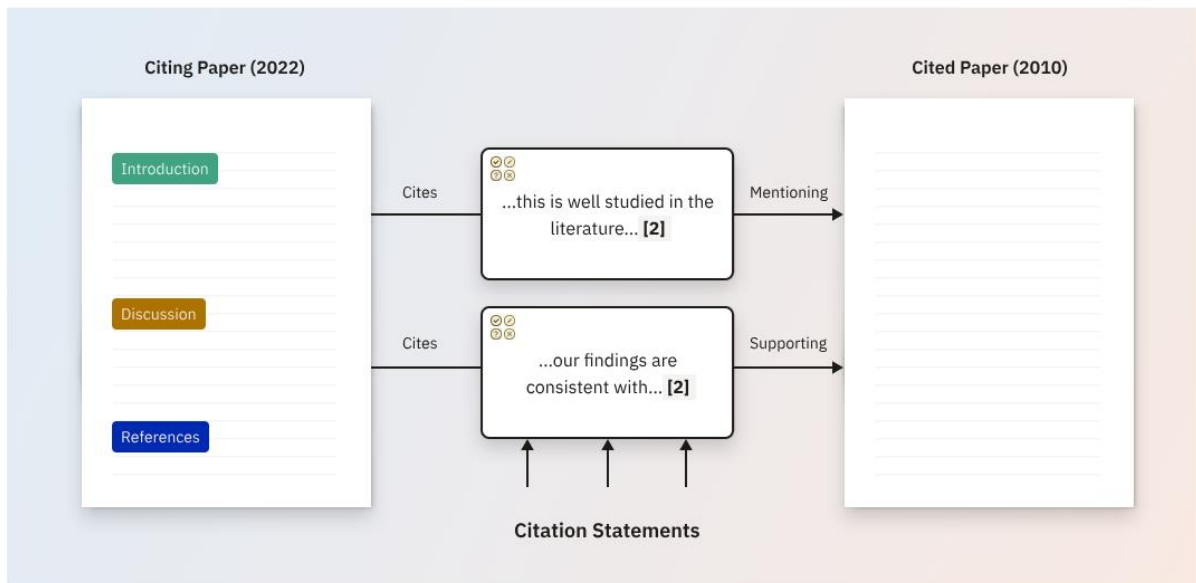 Citing Paper (2022)
Cited Paper (2010)
Introduction
Cites
...this is well studied in the
literature... [2]
Mentioning
Discussion
Cites
...our findings are
consistent with... [2]
Supporting
References
Citation Statements